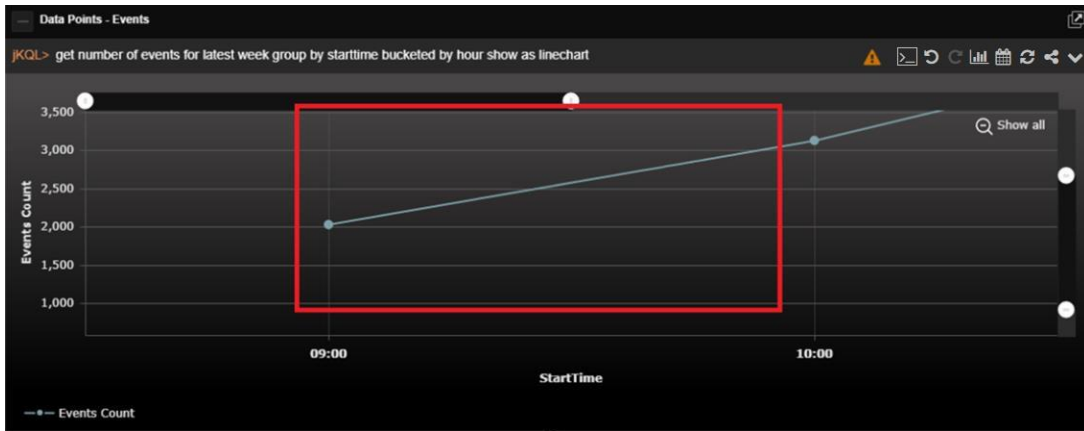 Data Points - Events
jKQL> get number of events for latest week group by starttime bucketed by hour show as linechart
Show all
3,500
3,000
2,500
2,000
1,500
1,000
Events Count
09:00 10:00
StartTime
Events Count